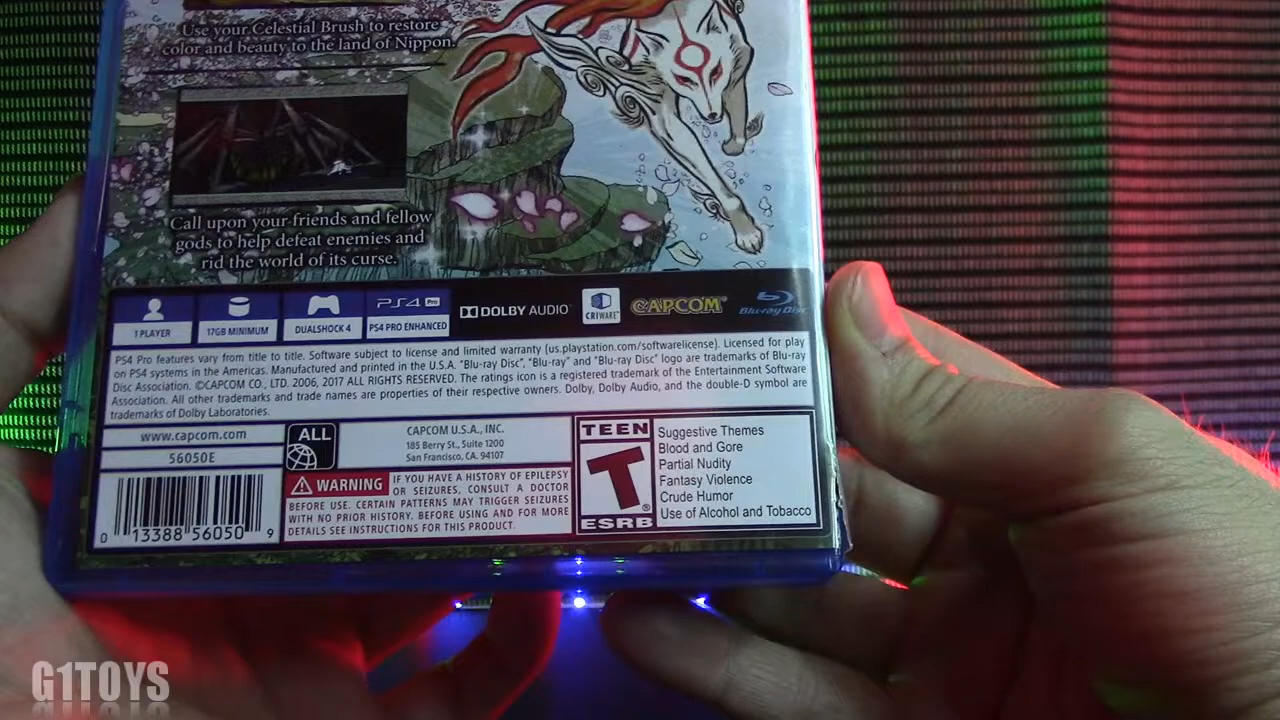 Use your Celestial Brush to restore
color and beauty to the land of Nippon.
Call upon your friends and fellow
gods to help defeat enemies and
rid the world of its curse.
1 PLAYER
17GB MINIMUM
DUALSHOCK 4
PS4 Pro
PS4 PRO ENHANCED
DOLBY AUDIO
CRIWARE
CAPCOM
Blu-ray Disc
PS4 Pro features vary from title to title. Software subject to license and limited warranty (us.playstation.com/softwarelicense). Licensed for play
on PS4 systems in the Americas. Manufactured and printed in the U.S.A. “Blu-ray Disc”, “Blu-ray” and “Blu-ray Disc” logo are trademarks of Blu-ray
Disc Association. ©CAPCOM CO., LTD. 2006, 2017 ALL RIGHTS RESERVED. The ratings icon is a registered trademark of the Entertainment Software
Association. All other trademarks and trade names are properties of their respective owners. Dolby, Dolby Audio, and the double-D symbol are
trademarks of Dolby Laboratories.
www.capcom.com
56050E
ALL
CAPCOM U.S.A., INC.
185 Berry St., Suite 1200
San Francisco, CA. 94107
WARNING IF YOU HAVE A HISTORY OF EPILEPSY
OR SEIZURES, CONSULT A DOCTOR
BEFORE USE. CERTAIN PATTERNS MAY TRIGGER SEIZURES
WITH NO PRIOR HISTORY. BEFORE USING AND FOR MORE
DETAILS SEE INSTRUCTIONS FOR THIS PRODUCT.
0 13388 56050 9
TEEN
T
®
ESRB
Suggestive Themes
Blood and Gore
Partial Nudity
Fantasy Violence
Crude Humor
Use of Alcohol and Tobacco
G1TOYS